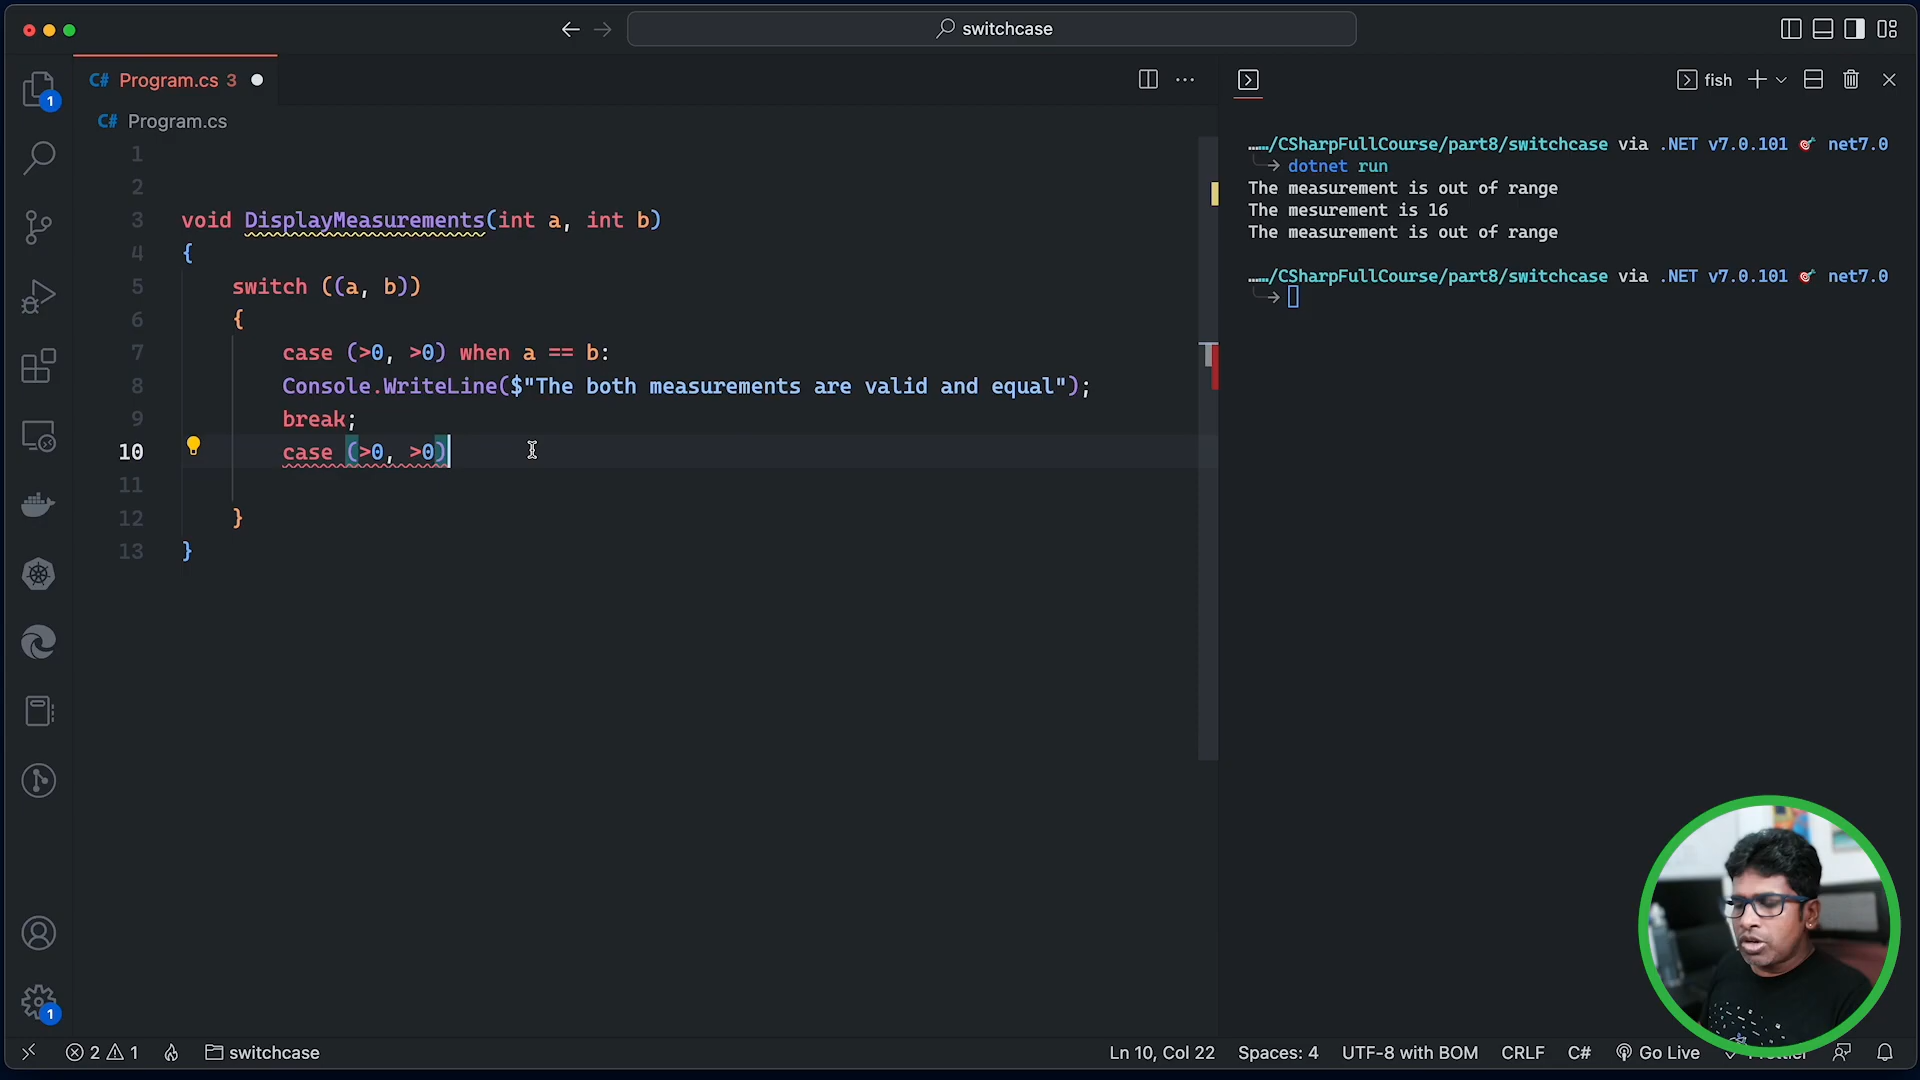 switchcase
C# Program.cs 3
C# Program.cs
1
2
3 void DisplayMeasurements(int a, int b)
4 {
5 switch ((a, b))
6 {
7 case (>0, >0) when a == b:
8 Console.WriteLine($"The both measurements are valid and equal");
9 break;
10 case (>0, >0)
11
12 }
13 }
fish
……/CSharpFullCourse/part8/switchcase via .NET v7.0.101 🎯 net7.0
→ dotnet run
The measurement is out of range
The mesurement is 16
The measurement is out of range
……/CSharpFullCourse/part8/switchcase via .NET v7.0.101 🎯 net7.0
→
1
1
2 1 switchcase
Ln 10, Col 22 Spaces: 4 UTF-8 with BOM CRLF C# Go Live